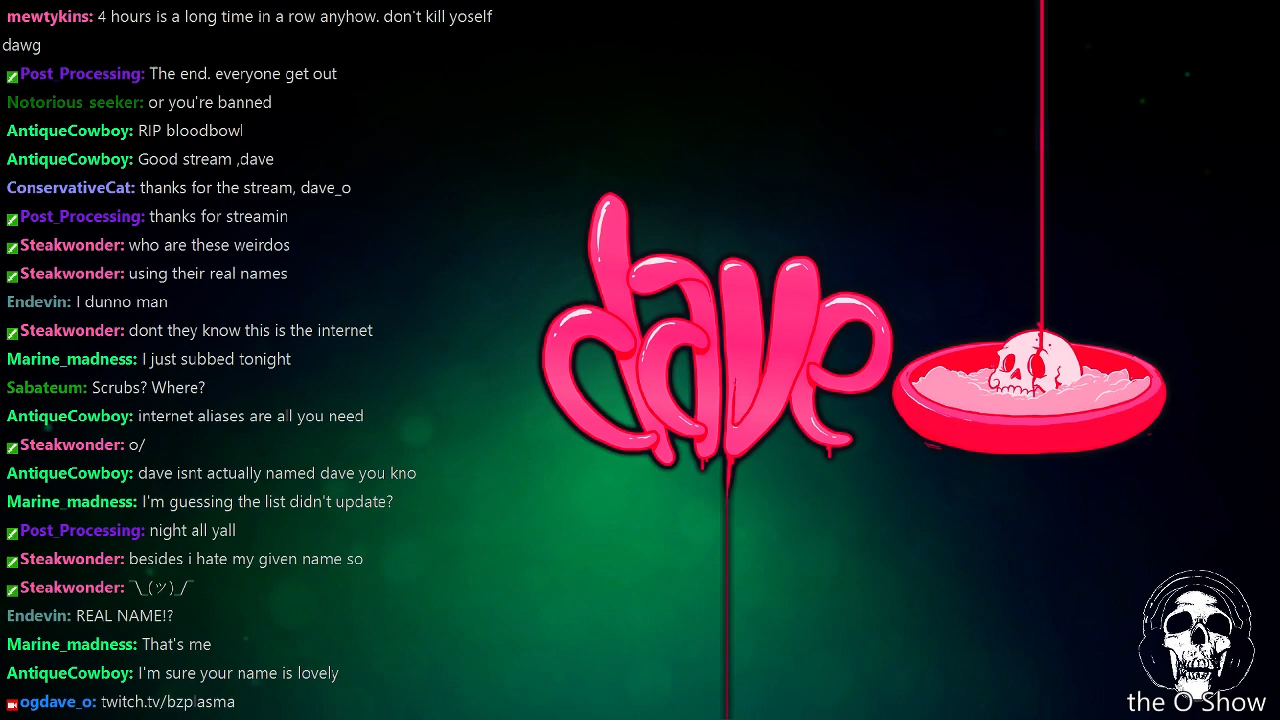 mewtykins: 4 hours is a long time in a row anyhow. don't kill yoself
dawg
Post_Processing: The end. everyone get out
Notorious_seeker: or you're banned
AntiqueCowboy: RIP bloodbowl
AntiqueCowboy: Good stream ,dave
ConservativeCat: thanks for the stream, dave_o
Post_Processing: thanks for streamin
Steakwonder: who are these weirdos
Steakwonder: using their real names
Endevin: I dunno man
Steakwonder: dont they know this is the internet
Marine_madness: I just subbed tonight
Sabateum: Scrubs? Where?
AntiqueCowboy: internet aliases are all you need
Steakwonder: o/
AntiqueCowboy: dave isnt actually named dave you kno
Marine_madness: I'm guessing the list didn't update?
Post_Processing: night all yall
Steakwonder: besides i hate my given name so
Steakwonder: ¯\_(ツ)_/¯
Endevin: REAL NAME!?
Marine_madness: That's me
AntiqueCowboy: I'm sure your name is lovely
ogdave_o: twitch.tv/bzplasma
dave
the O Show